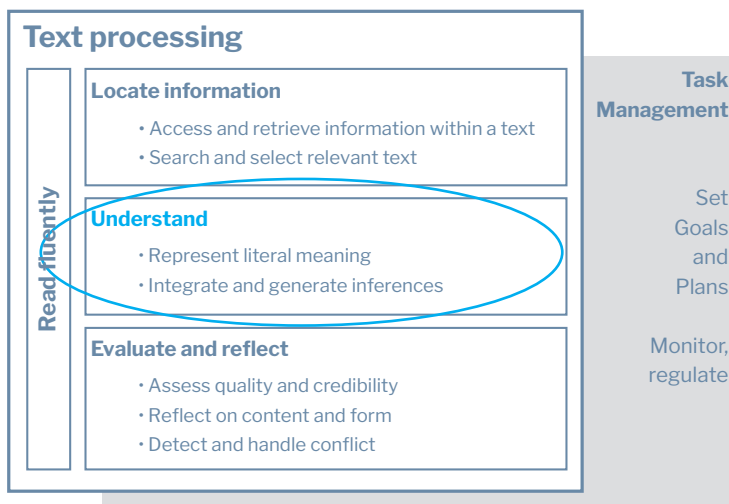 Text processing
Read fluently
Locate information
• Access and retrieve information within a text
• Search and select relevant text
Understand
• Represent literal meaning
• Integrate and generate inferences
Evaluate and reflect
• Assess quality and credibility
• Reflect on content and form
• Detect and handle conflict
Task
Management
Set
Goals
and
Plans
Monitor,
regulate